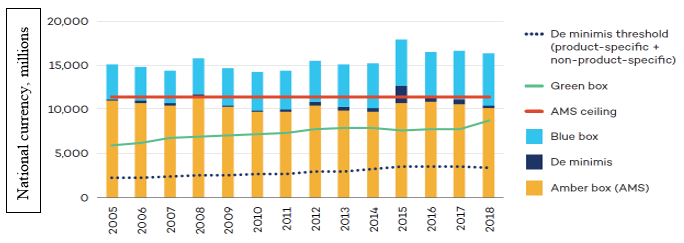 National currency, millions
20,000
15,000
10,000
5,000
0
2005 2006 2007 2008 2009 2010 2011 2012 2013 2014 2015 2016 2017 2018
De minimis threshold
(product-specific +
non-product-specific)
Green box
AMS ceiling
Blue box
De minimis
Amber box (AMS)